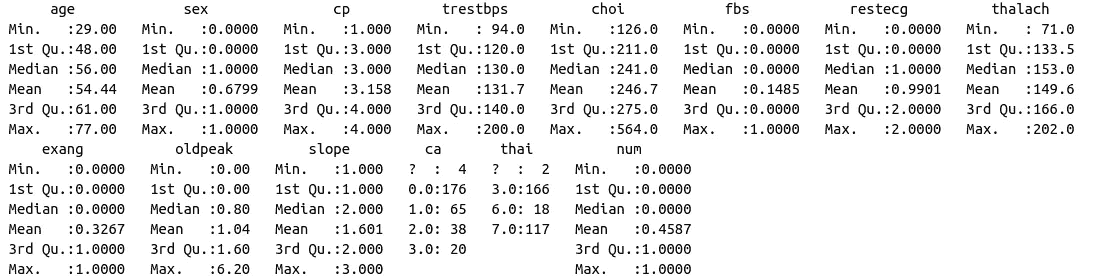 age sex cp trestbps choi fbs restecg thalach
Min. :29.00 Min. :0.0000 Min. :1.000 Min. : 94.0 Min. :126.0 Min. :0.0000 Min. :0.0000 Min. : 71.0
1st Qu.:48.00 1st Qu.:0.0000 1st Qu.:3.000 1st Qu.:120.0 1st Qu.:211.0 1st Qu.:0.0000 1st Qu.:0.0000 1st Qu.:133.5
Median :56.00 Median :1.0000 Median :3.000 Median :130.0 Median :241.0 Median :0.0000 Median :1.0000 Median :153.0
Mean :54.44 Mean :0.6799 Mean :3.158 Mean :131.7 Mean :246.7 Mean :0.1485 Mean :0.9901 Mean :149.6
3rd Qu.:61.00 3rd Qu.:1.0000 3rd Qu.:4.000 3rd Qu.:140.0 3rd Qu.:275.0 3rd Qu.:0.0000 3rd Qu.:2.0000 3rd Qu.:166.0
Max. :77.00 Max. :1.0000 Max. :4.000 Max. :200.0 Max. :564.0 Max. :1.0000 Max. :2.0000 Max. :202.0
exang oldpeak slope ca thai num
Min. :0.0000 Min. :0.00 Min. :1.000 ? : 4 ? : 2 Min. :0.0000
1st Qu.:0.0000 1st Qu.:0.00 1st Qu.:1.000 0.0:176 3.0:166 1st Qu.:0.0000
Median :0.0000 Median :0.80 Median :2.000 1.0: 65 6.0: 18 Median :0.0000
Mean :0.3267 Mean :1.04 Mean :1.601 2.0: 38 7.0:117 Mean :0.4587
3rd Qu.:1.0000 3rd Qu.:1.60 3rd Qu.:2.000 3.0: 20 3rd Qu.:1.0000
Max. :1.0000 Max. :6.20 Max. :3.000 Max. :1.0000